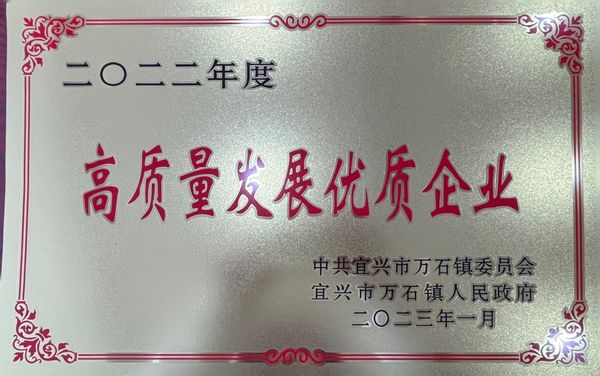 二〇二二年度
高质量发展优质企业
中共宜兴市万石镇委员会
宜兴市万石镇人民政府
二〇二三年一月